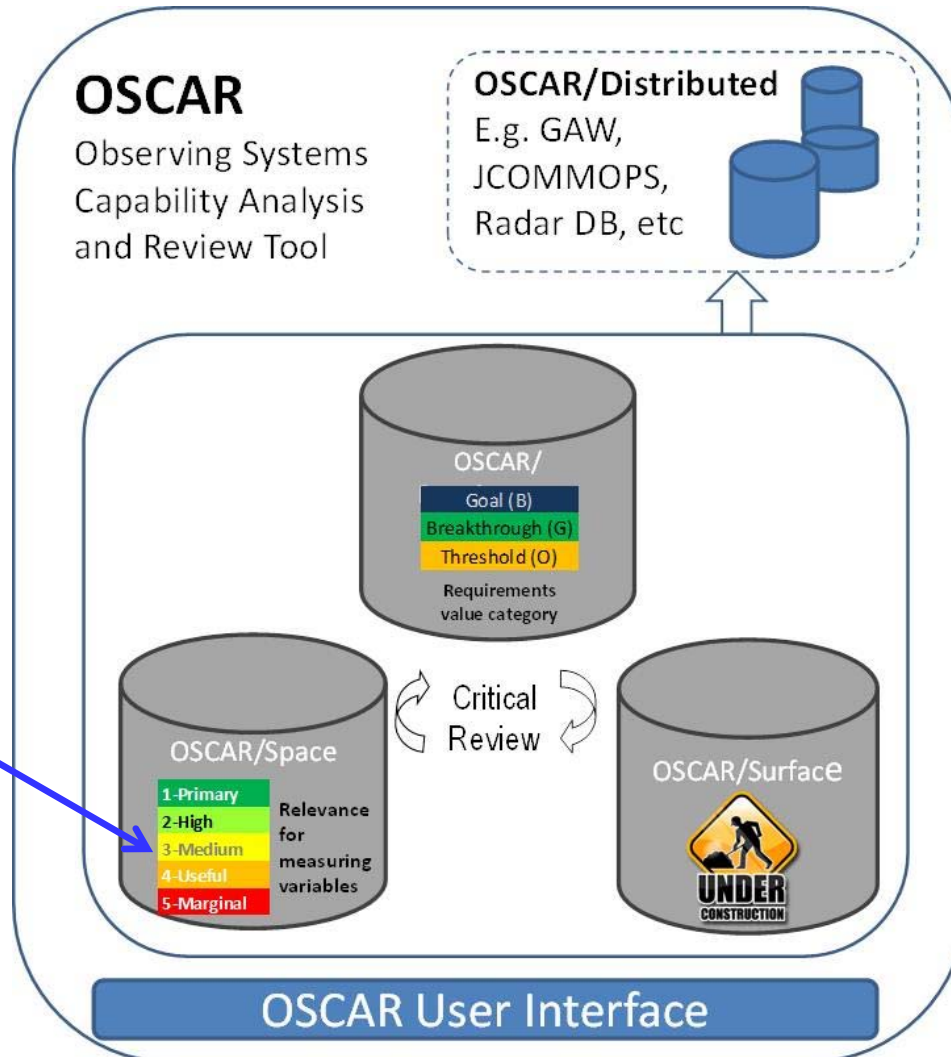 OSCAR
Observing Systems
Capability Analysis
and Review Tool
OSCAR/Distributed
E.g. GAW,
JCOMMOPS,
Radar DB, etc
OSCAR/
Goal (B)
Breakthrough (G)
Threshold (O)
Requirements
value category
Critical
Review
OSCAR/Space
1-Primary
2-High
3-Medium
4-Useful
5-Marginal
Relevance
for
measuring
variables
OSCAR/Surface
UNDER
CONSTRUCTION
OSCAR User Interface